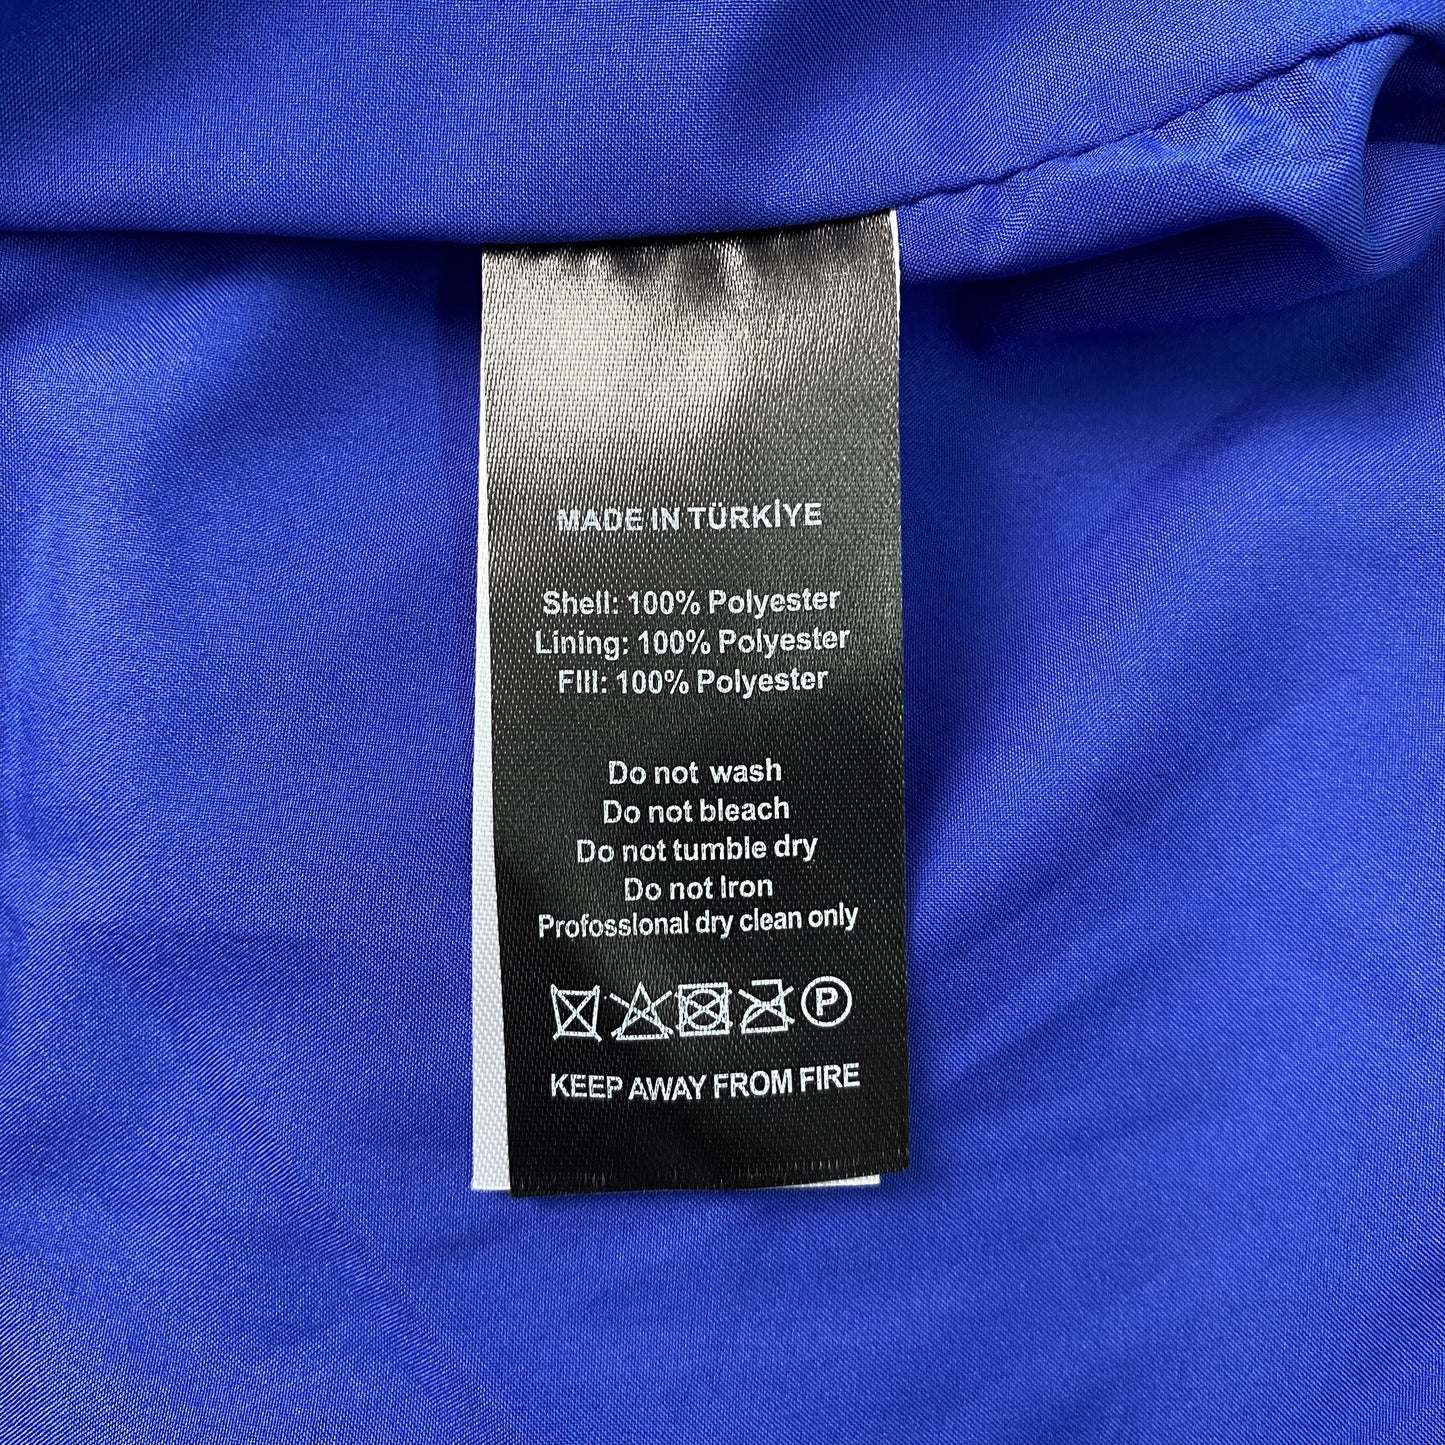 MADE IN TÜRKİYE
Shell: 100% Polyester
Lining: 100% Polyester
FIll: 100% Polyester
Do not wash
Do not bleach
Do not tumble dry
Do not Iron
Profosslonal dry clean only
P
KEEP AWAY FROM FIRE